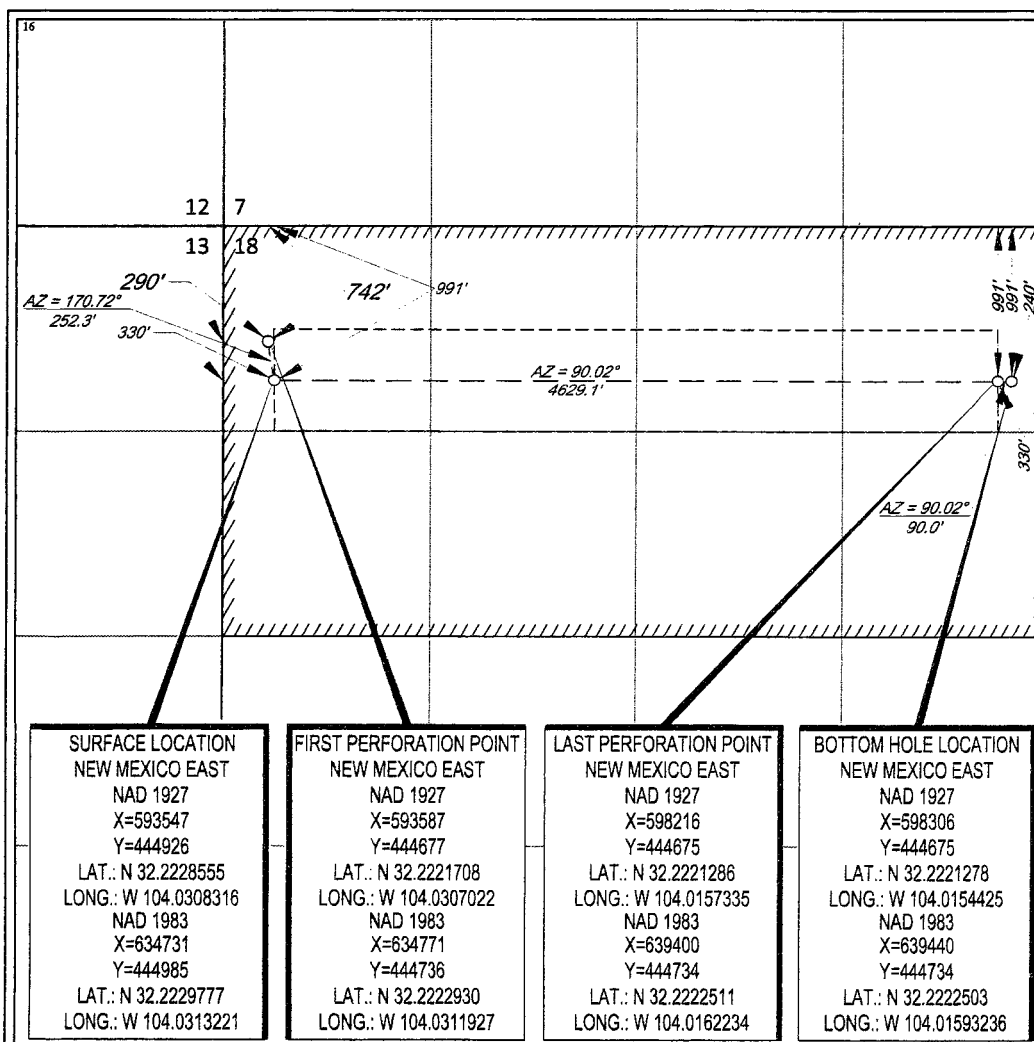 16
12 7
13 18
290'
742'
991'
AZ = 170.72°
252.3'
330'
AZ = 90.02°
4629.1'
991'
991'
240'
330'
AZ = 90.02°
90.0'
SURFACE LOCATION
NEW MEXICO EAST
NAD 1927
X=593547
Y=444926
LAT.: N 32.2228555
LONG.: W 104.0308316
NAD 1983
X=634731
Y=444985
LAT.: N 32.2229777
LONG.: W 104.0313221
FIRST PERFORATION POINT
NEW MEXICO EAST
NAD 1927
X=593587
Y=444677
LAT.: N 32.2221708
LONG.: W 104.0307022
NAD 1983
X=634771
Y=444736
LAT.: N 32.2222930
LONG.: W 104.0311927
LAST PERFORATION POINT
NEW MEXICO EAST
NAD 1927
X=598216
Y=444675
LAT.: N 32.2221286
LONG.: W 104.0157335
NAD 1983
X=639400
Y=444734
LAT.: N 32.2222511
LONG.: W 104.0162234
BOTTOM HOLE LOCATION
NEW MEXICO EAST
NAD 1927
X=598306
Y=444675
LAT.: N 32.2221278
LONG.: W 104.0154425
NAD 1983
X=639440
Y=444734
LAT.: N 32.2222503
LONG.: W 104.01593236